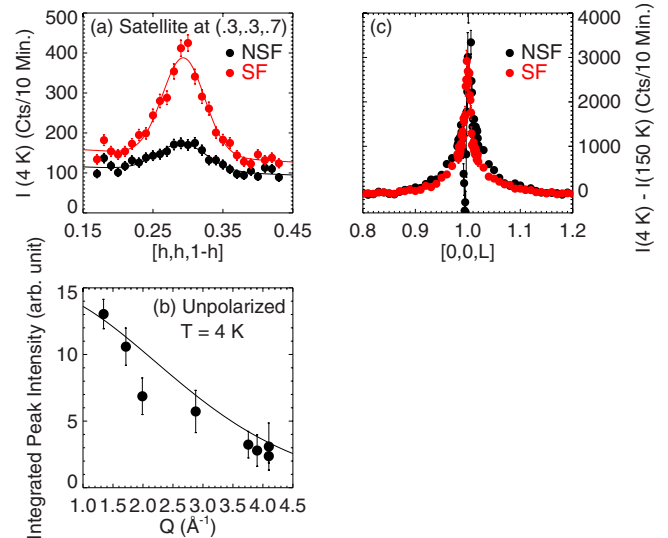 (a) Satellite at (.3,.3,.7)
NSF
SF
500
400
300
200
100
0
I (4 K) (Cts/10 Min.)
0.15 0.25 0.35 0.45
[h,h,1-h]
(c)
NSF
SF
4000
3000
2000
1000
0
I(4 K) - I(150 K) (Cts/10 Min.)
0.8 0.9 1.0 1.1 1.2
[0,0,L]
(b) Unpolarized
T = 4 K
15
10
5
0
Integrated Peak Intensity (arb. unit)
1.0 1.5 2.0 2.5 3.0 3.5 4.0 4.5
Q (Å⁻¹)